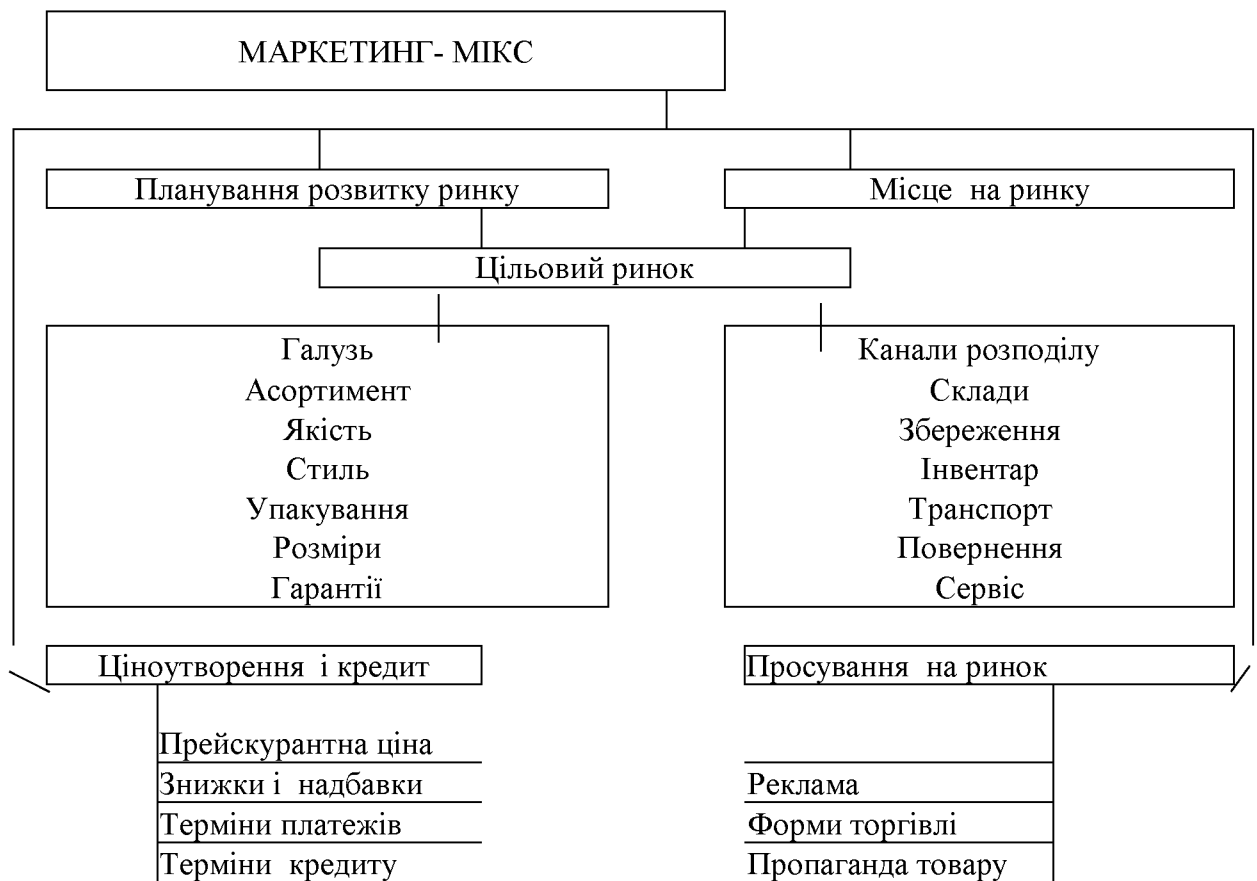 МАРКЕТИНГ- МІКС
Планування розвитку ринку
Місце на ринку
Цільовий ринок
Галузь
Асортимент
Якість
Стиль
Упакування
Розміри
Гарантії
Канали розподілу
Склади
Збереження
Інвентар
Транспорт
Повернення
Сервіс
Ціноутворення і кредит
Прейскурантна ціна
Знижки і надбавки
Терміни платежів
Терміни кредиту
Просування на ринок
Реклама
Форми торгівлі
Пропаганда товару